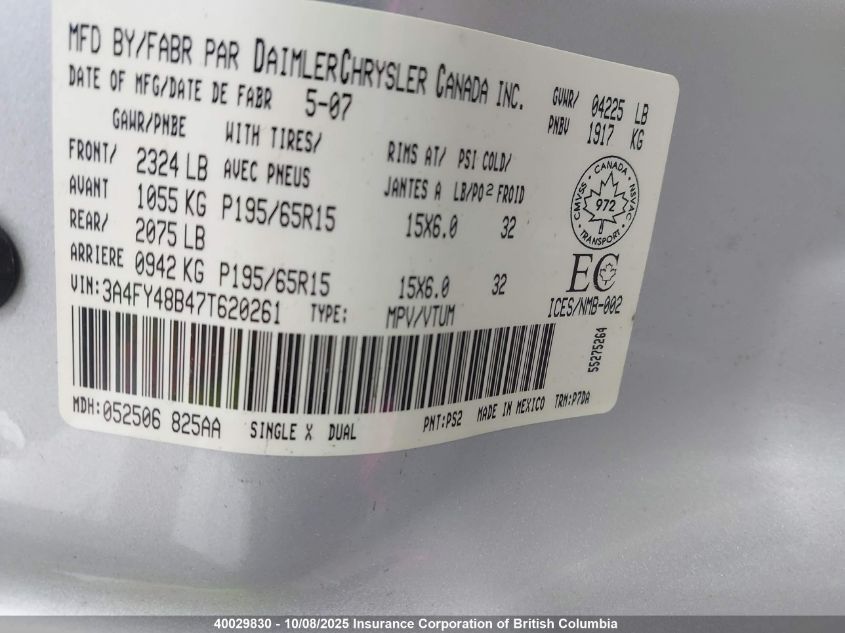 MFD BY/FABR PAR DAIMLERCHRYSLER CANADA INC.
DATE OF MFG/DATE DE FABR 5-07
GVWR/ 04225 LB
PNBV 1917 KG
GAWR/PNBE WITH TIRES/ RIMS AT/ PSI COLD/
FRONT/ 2324 LB AVEC PNEUS JANTES A LB/PO² FROID
AVANT 1055 KG P195/65R15 15X6.0 32
REAR/ 2075 LB
ARRIERE 0942 KG P195/65R15 15X6.0 32
CANADA
CMVSS NSVAC
972
TRANSPORT
EC
ICES/NMB-002
VIN:3A4FY48B47T620261 TYPE: MPV/VTUM
55275264
MDH:052506 825AA SINGLE X DUAL PNT:PS2 MADE IN MEXICO TRM:P7DA
40029830 - 10/08/2025 Insurance Corporation of British Columbia